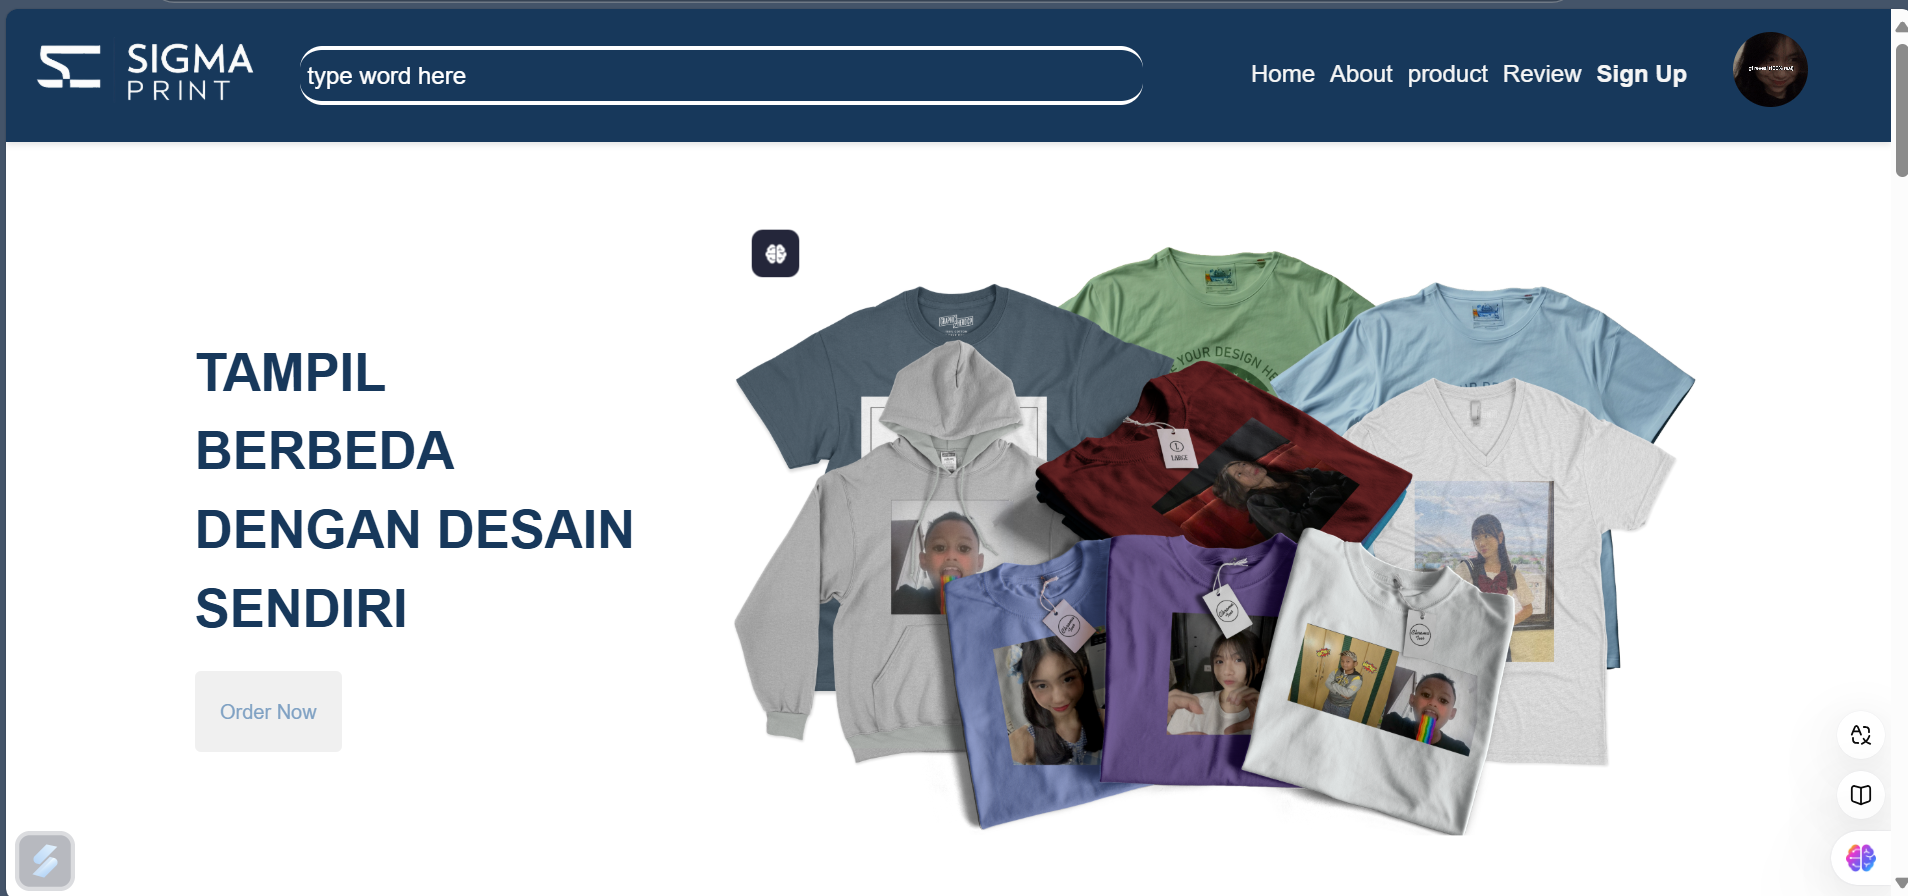 SIGMA
PRINT
type word here
Home About product Review Sign Up
TAMPIL
BERBEDA
DENGAN DESAIN
SENDIRI
Order Now
YOUR DESIGN HE
L
LARGE